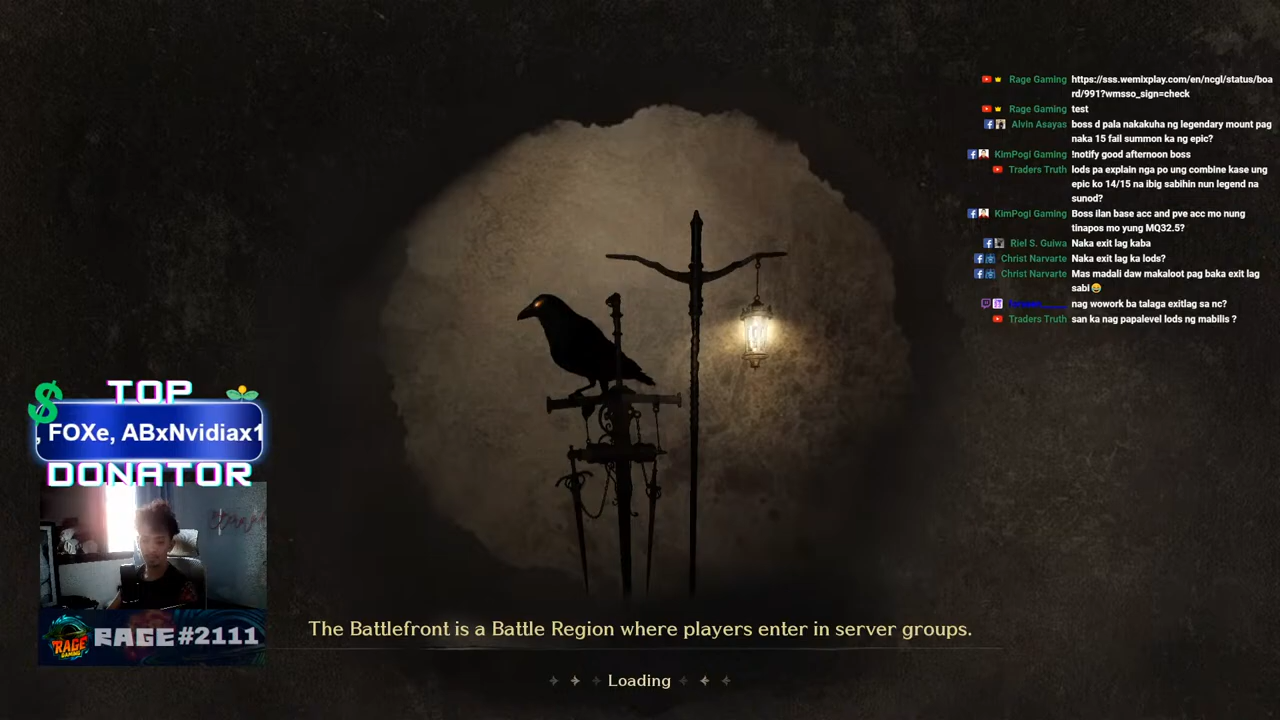 Rage Gaming https://sss.wemixplay.com/en/ncgl/status/boa
rd/991?wmsso_sign=check
Rage Gaming test
Alvin Asayas boss d pala nakakuha ng legendary mount pag
naka 15 fail summon ka ng epic?
KimPogi Gaming !notify good afternoon boss
Traders Truth lods pa explain nga po ung combine kase ung
epic ko 14/15 na ibig sabihin nun legend na
sunod?
KimPogi Gaming Boss ilan base acc and pve acc mo nung
tinapos mo yung MQ32.5?
Riel S. Guiwa Naka exit lag kaba
Christ Narvarte Naka exit lag ka lods?
Christ Narvarte Mas madali daw makaloot pag baka exit lag
sabi😂
nag wowork ba talaga exitlag sa nc?
Traders Truth san ka nag papalevel lods ng mabilis ?
TOP
, FOXe, ABxNvidiax1
DONATOR
RAGE GAMING RAGE#2111
The Battlefront is a Battle Region where players enter in server groups.
Loading